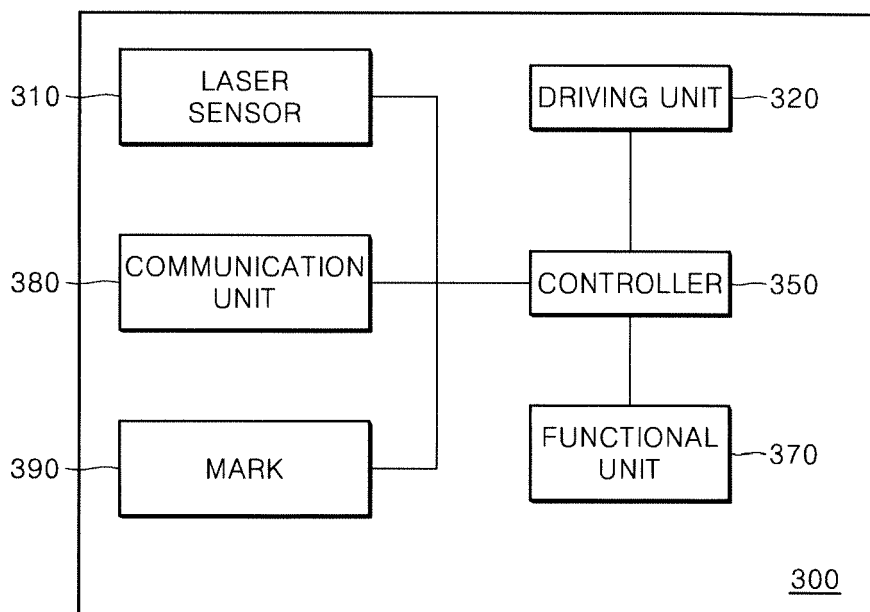 310
LASER
SENSOR
DRIVING UNIT
320
380
COMMUNICATION
UNIT
CONTROLLER
350
390
MARK
FUNCTIONAL
UNIT
370
300